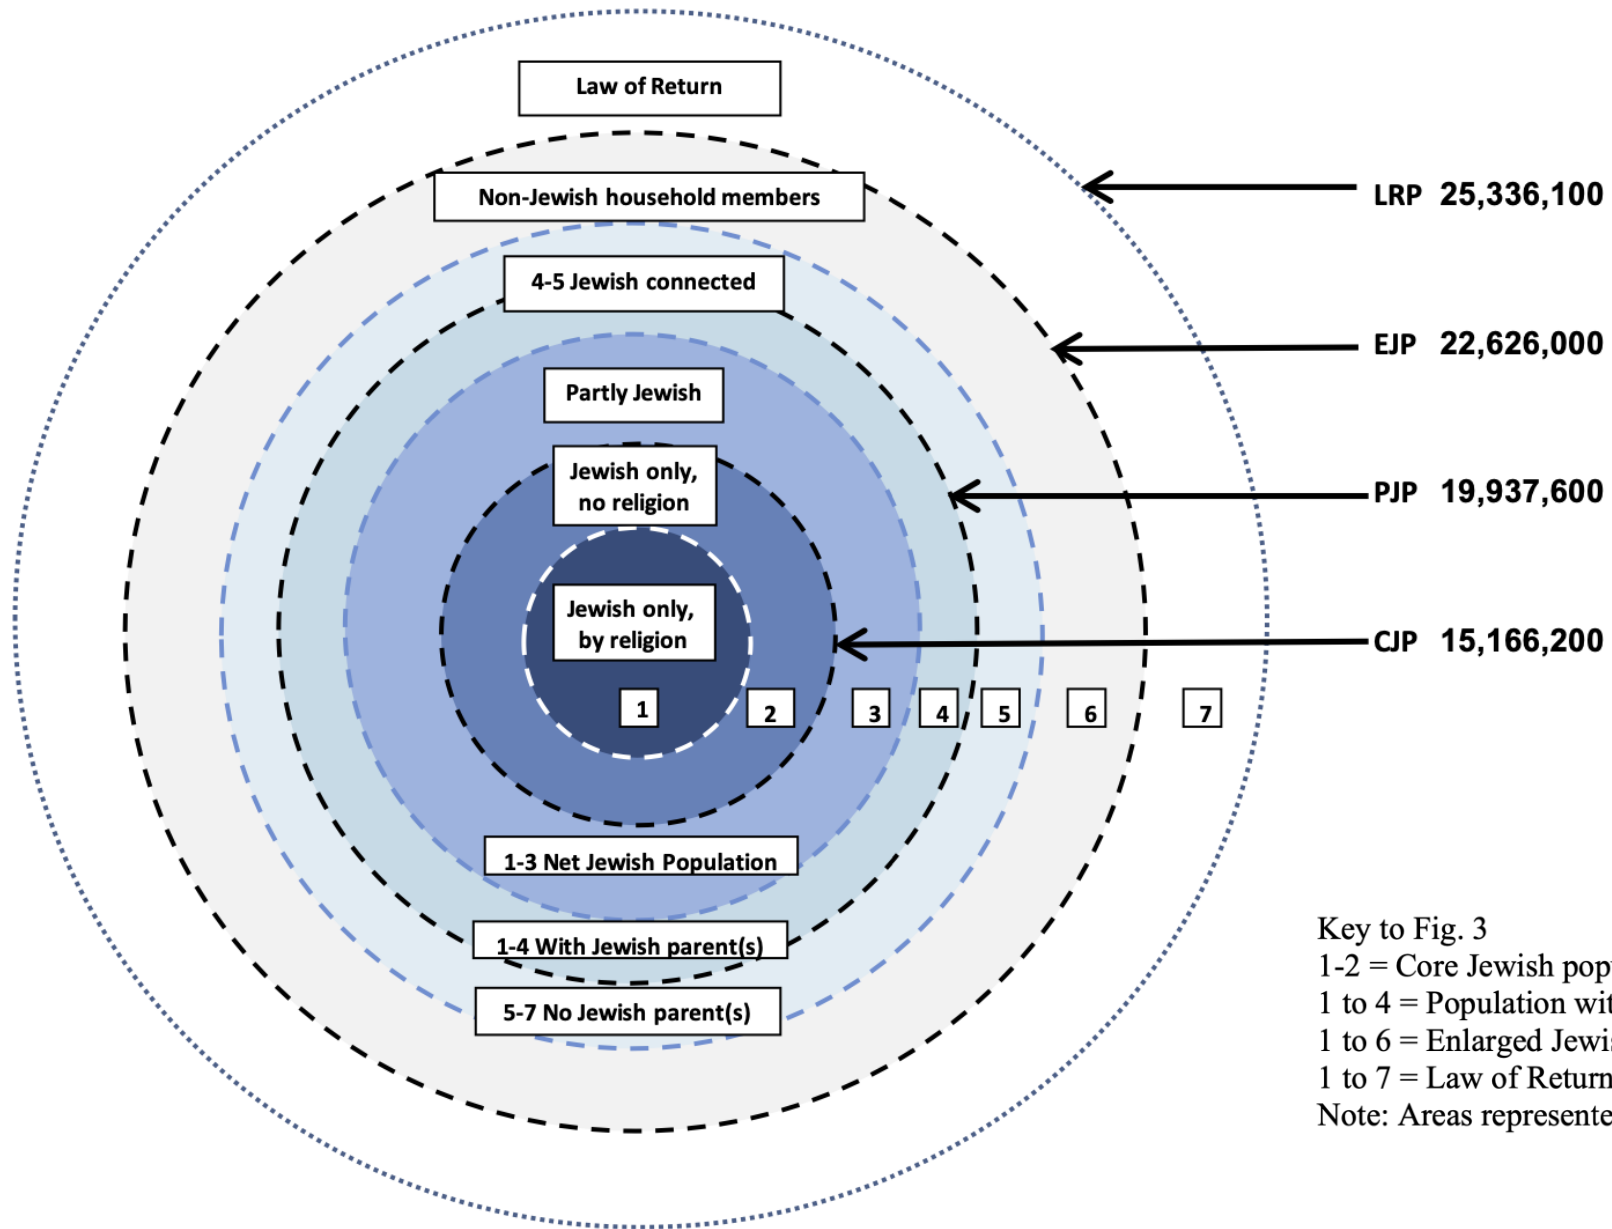 Law of Return
Non-Jewish household members
4-5 Jewish connected
Partly Jewish
Jewish only,
no religion
Jewish only,
by religion
1
2
3
4
5
6
7
1-3 Net Jewish Population
1-4 With Jewish parent(s)
5-7 No Jewish parent(s)
LRP 25,336,100
EJP 22,626,000
PJP 19,937,600
CJP 15,166,200
Key to Fig. 3
1-2 = Core Jewish
1 to 4 = Population
1 to 6 = Enlarged
1 to 7 = Law of Return
Note: Areas